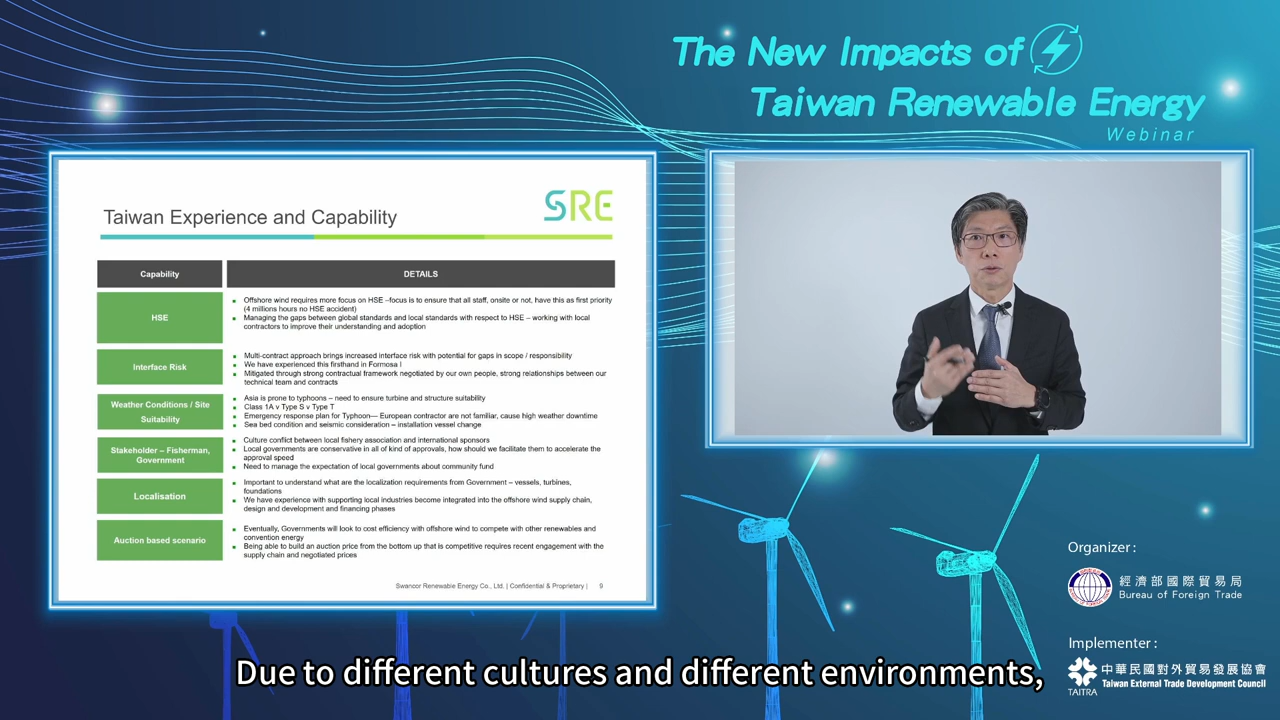 The New Impacts of
Taiwan Renewable Energy
Webinar
SRE
Taiwan Experience and Capability
Capability
DETAILS
HSE
Offshore wind requires more focus on HSE –focus is to ensure that all staff, onsite or not, have this as first priority
(4 millions hours no HSE accident)
Managing the gaps between global standards and local standards with respect to HSE – working with local
contractors to improve their understanding and adoption
Interface Risk
Multi-contract approach brings increased interface risk with potential for gaps in scope / responsibility
We have experienced this firsthand in Formosa I
Mitigated through strong contractual framework negotiated by our own people, strong relationships between our
technical team and contracts
Weather Conditions / Site
Suitability
Asia is prone to typhoons – need to ensure turbine and structure suitability
Class 1A v Type S v Type T
Emergency response plan for Typhoon— European contractor are not familiar, cause high weather downtime
Sea bed condition and seismic consideration – installation vessel change
Stakeholder – Fisherman,
Government
Culture conflict between local fishery association and international sponsors
Local governments are conservative in all of kind of approvals, how should we facilitate them to accelerate the
approval speed
Need to manage the expectation of local governments about community fund
Localisation
Important to understand what are the localization requirements from Government – vessels, turbines,
foundations
We have experience with supporting local industries become integrated into the offshore wind supply chain,
design and development and financing phases
Auction based scenario
Eventually, Governments will look to cost efficiency with offshore wind to compete with other renewables and
convention energy
Being able to build an auction price from the bottom up that is competitive requires recent engagement with the
supply chain and negotiated prices
Swancor Renewable Energy Co., Ltd. | Confidential & Proprietary | 9
Organizer :
經濟部國際貿易局
Bureau of Foreign Trade
Implementer :
中華民國對外貿易發展協會
TAITRA
Taiwan External Trade Development Council
Due to different cultures and different environments,